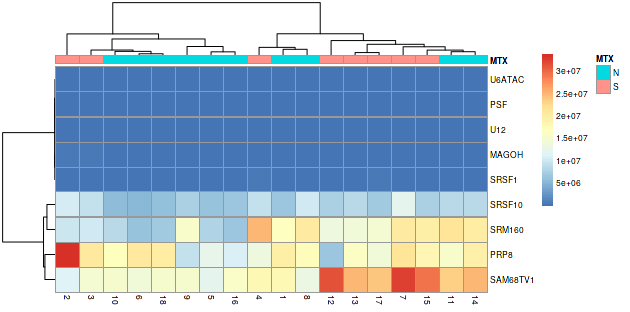 MTX
MTX
U6ATAC
PSF
U12
MAGOH
SRSF1
SRSF10
SRM160
PRP8
SAM68TV1
3e+07
2.5e+07
2e+07
1.5e+07
1e+07
5e+06
N
S
2 3 10 6 18 9 5 16 4 1 8 12 13 17 7 15 11 14